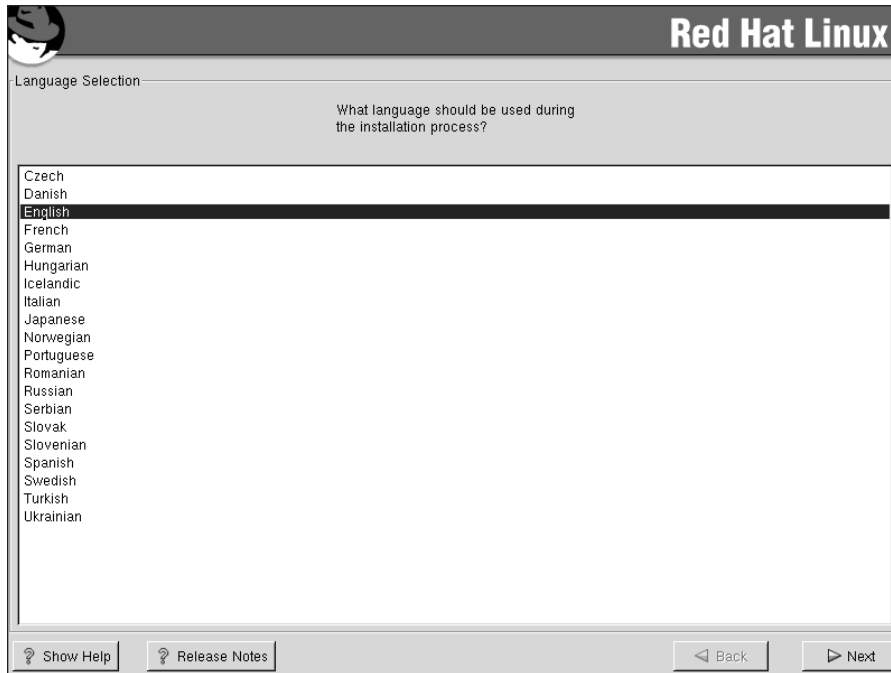 Red Hat Linux
Language Selection
What language should be used during
the installation process?
Czech
Danish
English
French
German
Hungarian
Icelandic
Italian
Japanese
Norwegian
Portuguese
Romanian
Russian
Serbian
Slovak
Slovenian
Spanish
Swedish
Turkish
Ukrainian
? Show Help ? Release Notes Back Next